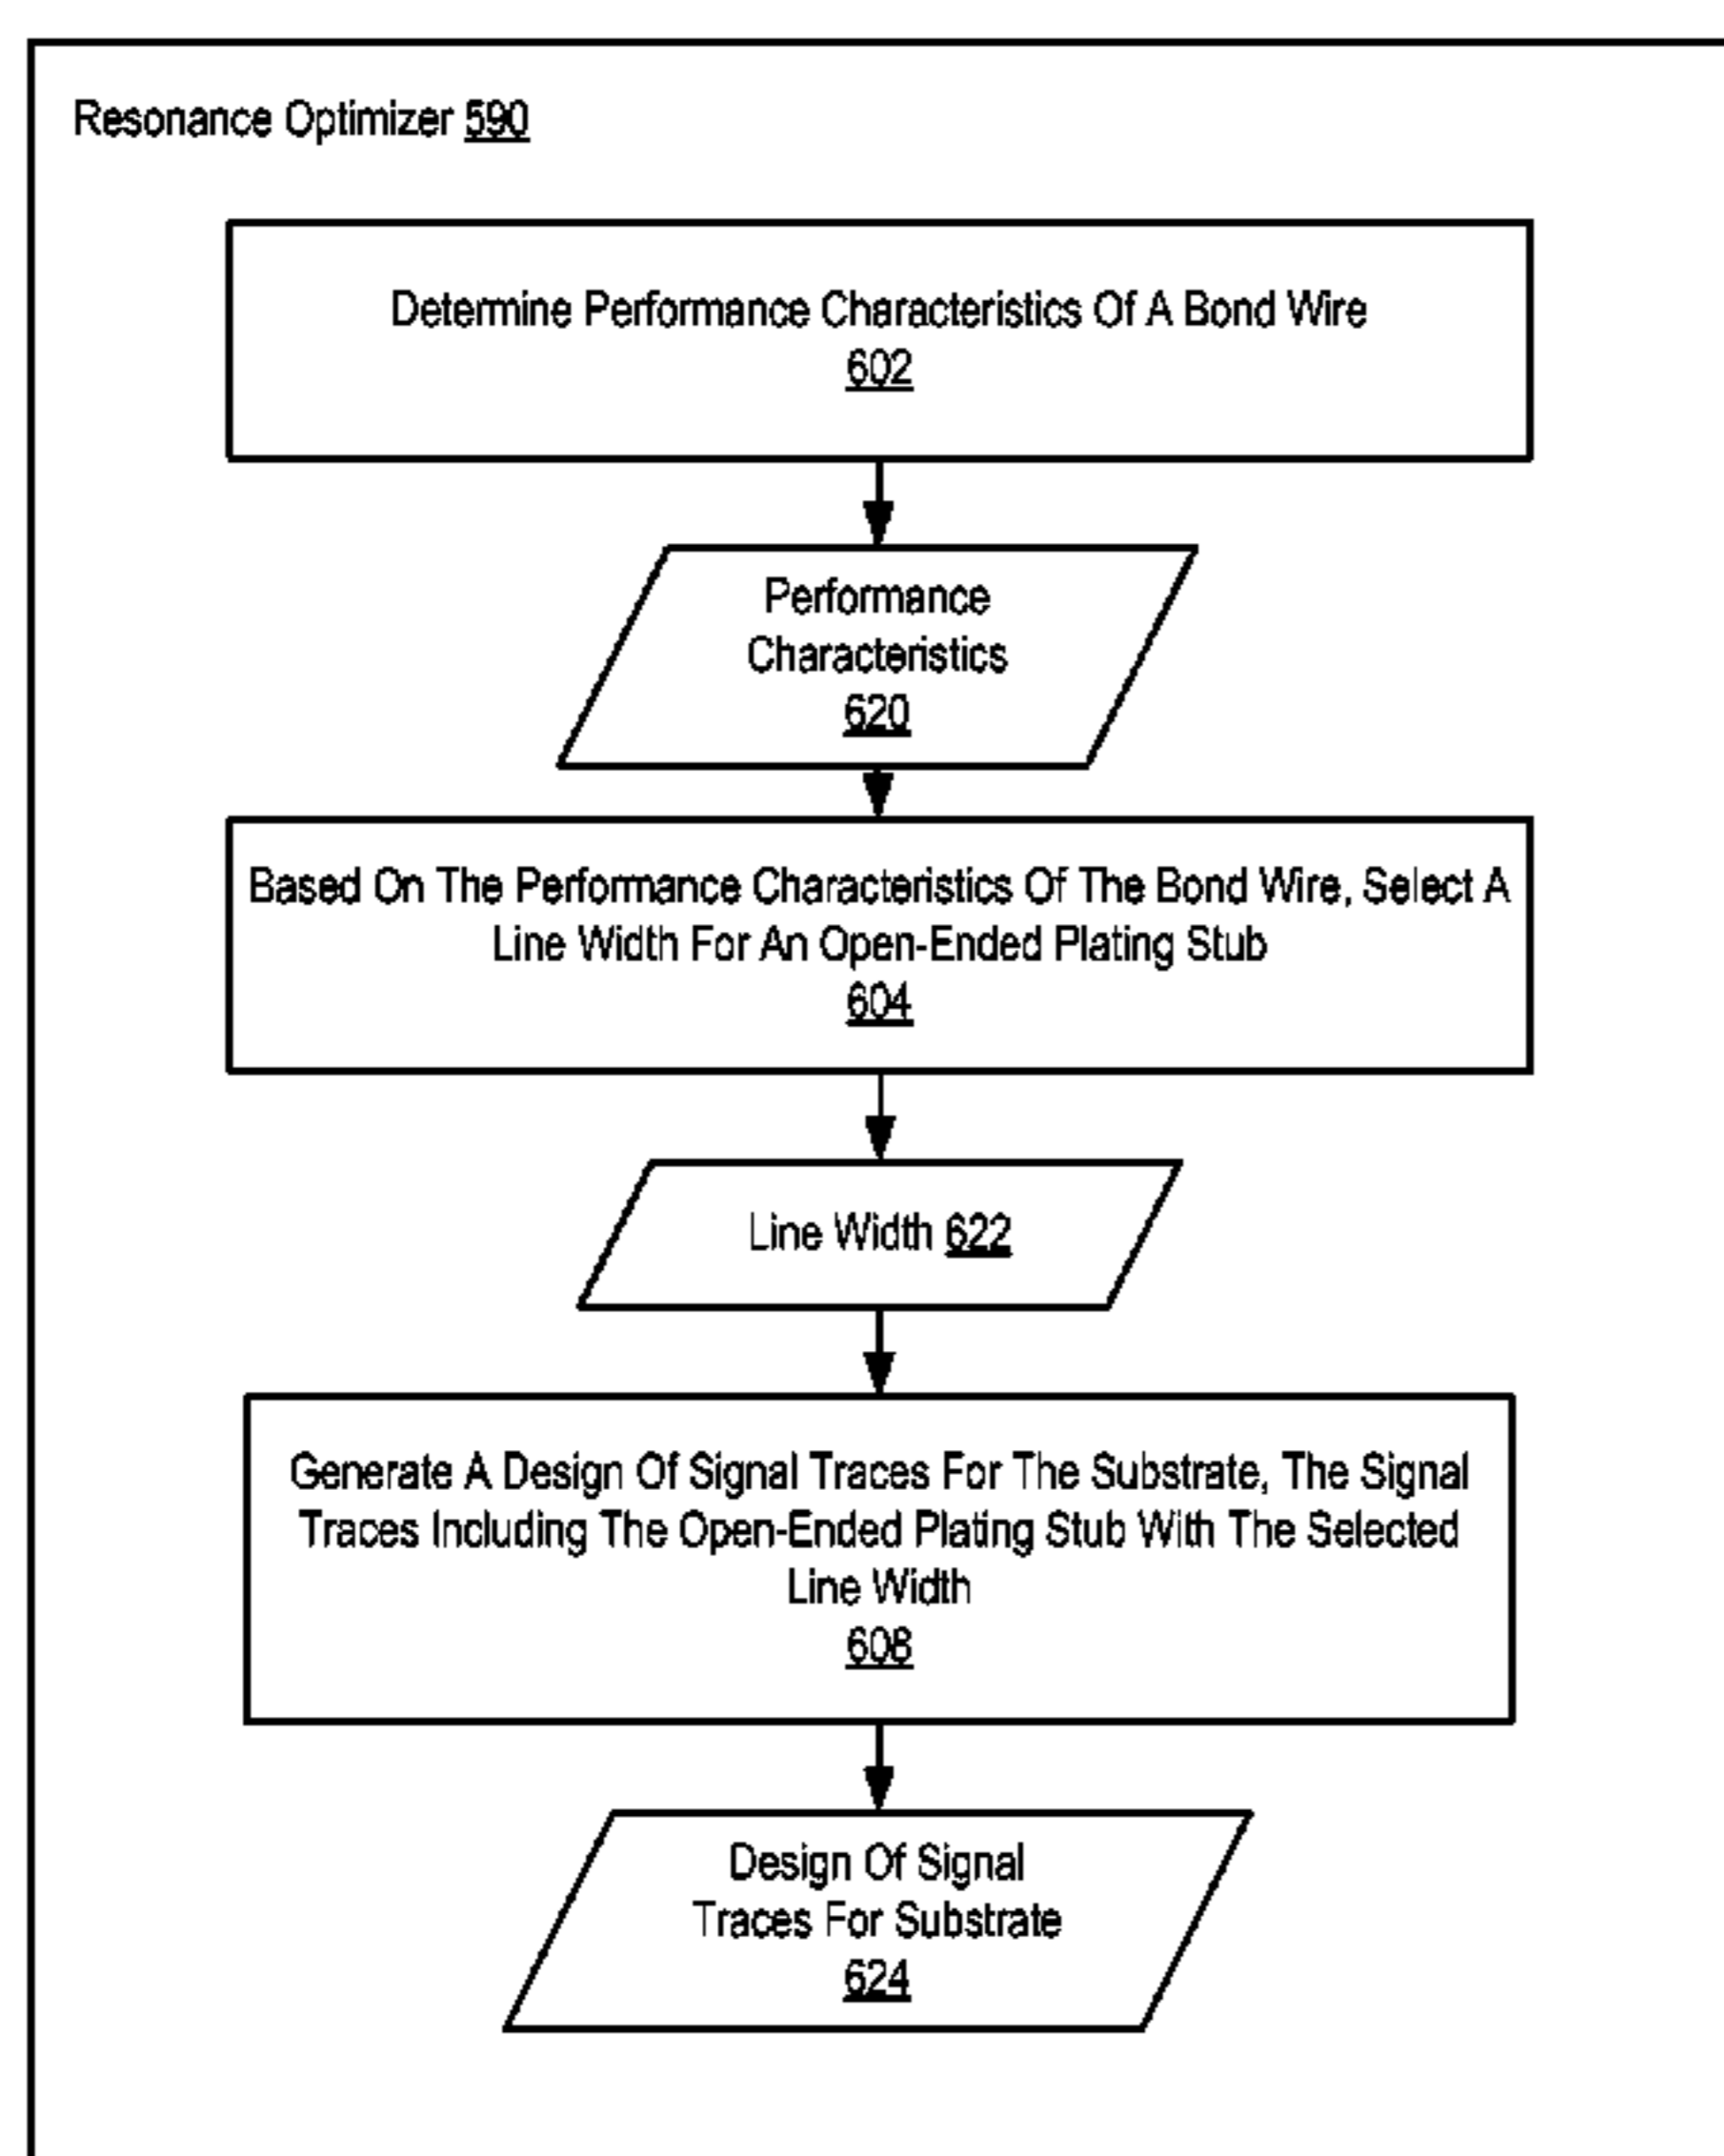 Resonance Optimizer 590
Determine Performance Characteristics Of A Bond Wire
602
Performance
Characteristics
620
Based On The Performance Characteristics Of The Bond Wire, Select A
Line Width For An Open-Ended Plating Stub
604
Line Width 622
Generate A Design Of Signal Traces For The Substrate, The Signal
Traces Including The Open-Ended Plating Stub With The Selected
Line Width
608
Design Of Signal
Traces For Substrate
624